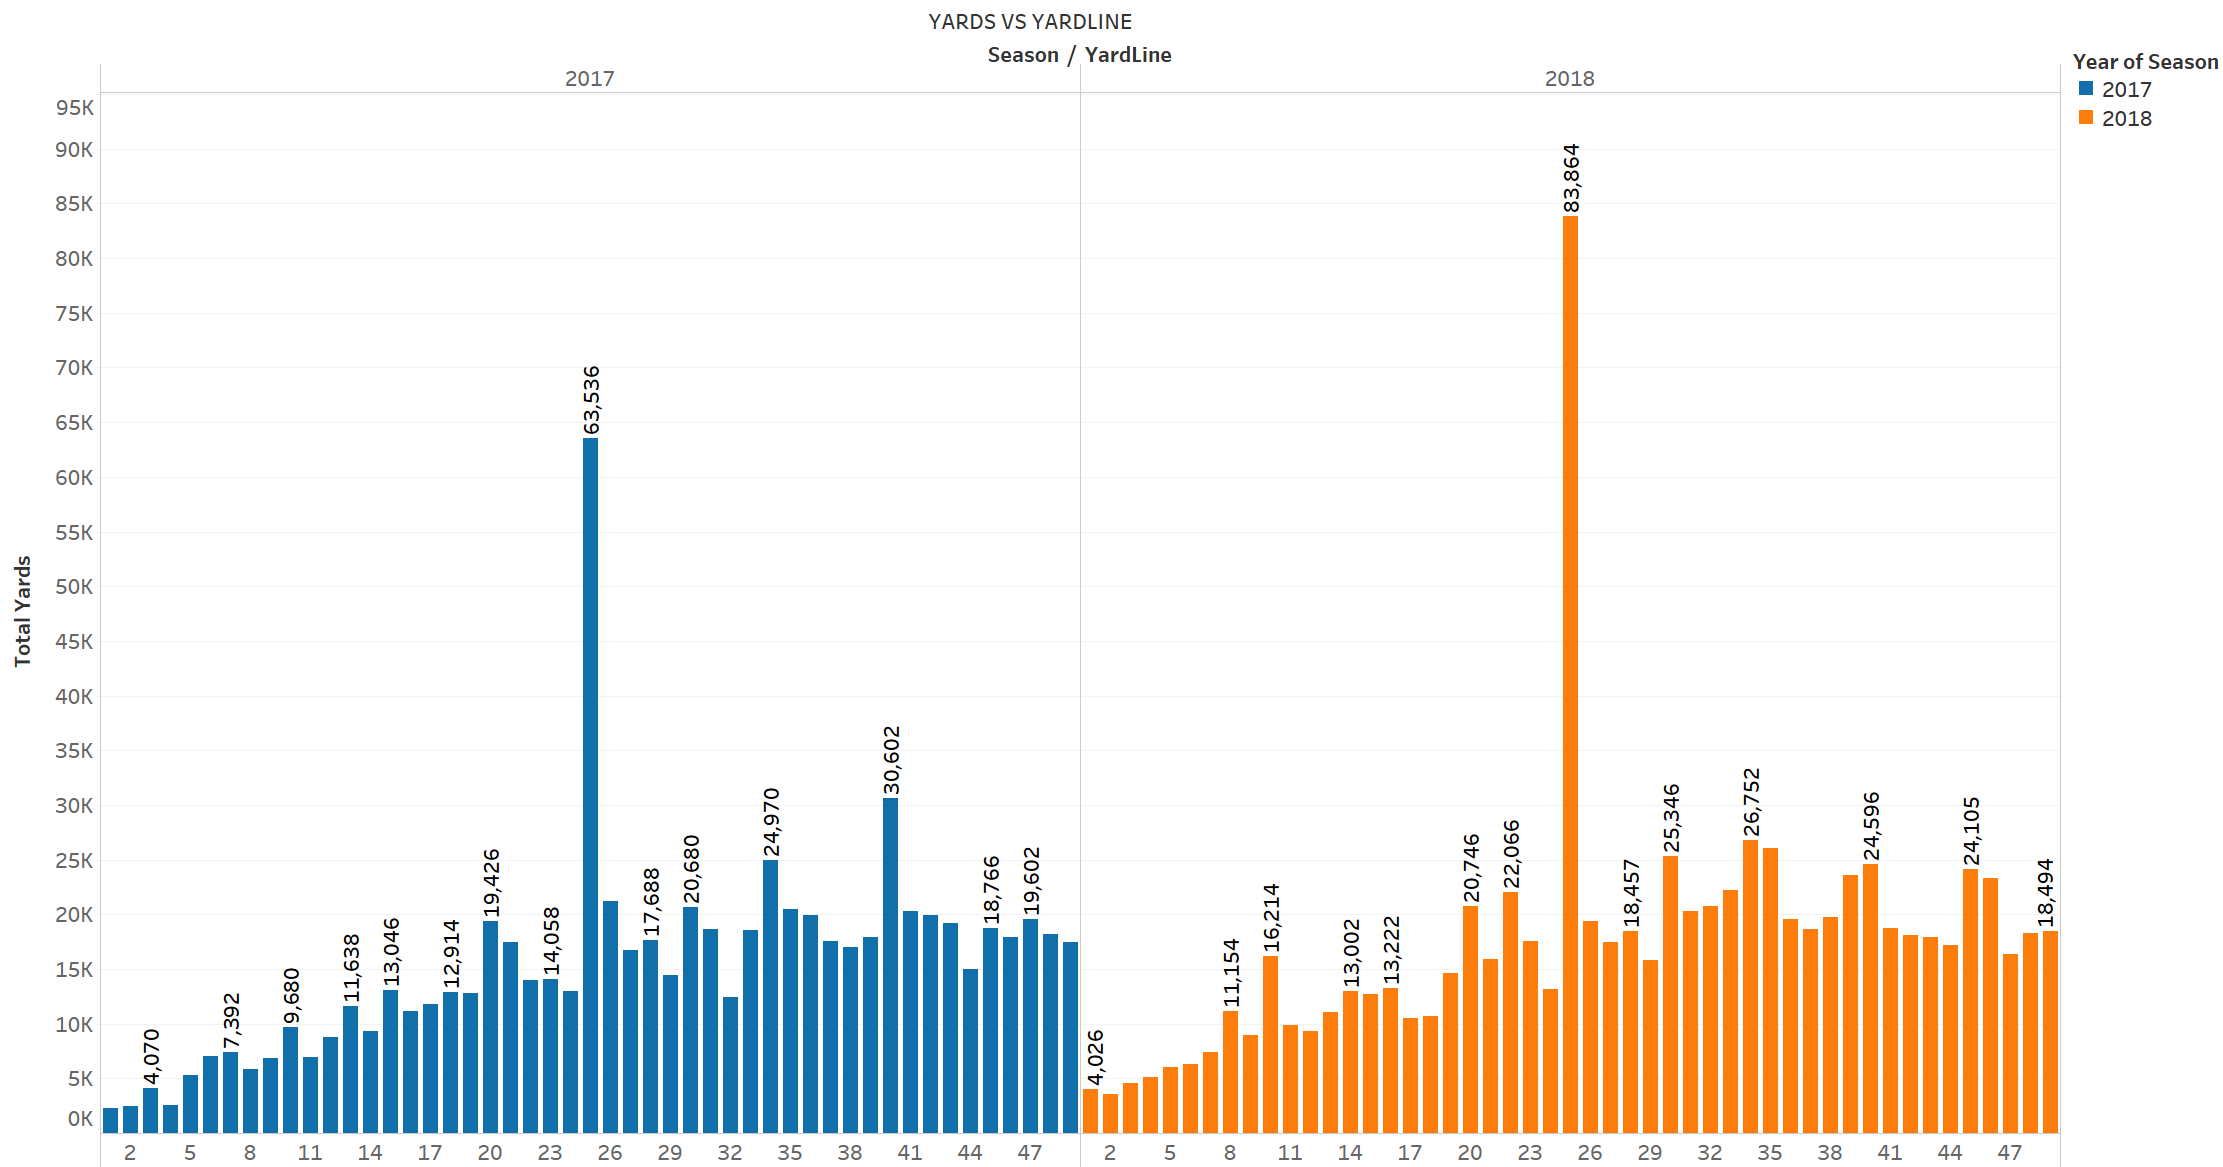 YARDS VS YARDLINE
Season / YardLine
2017
2018
Year of Season
2017
2018
Total Yards
95K
90K
85K
80K
75K
70K
65K
60K
55K
50K
45K
40K
35K
30K
25K
20K
15K
10K
5K
0K
4,070
7,392
9,680
11,638
13,046
12,914
19,426
14,058
63,536
17,688
20,680
24,970
30,602
18,766
19,602
4,026
11,154
16,214
13,002
13,222
20,746
22,066
83,864
18,457
25,346
26,752
24,596
24,105
18,494
2 5 8 11 14 17 20 23 26 29 32 35 38 41 44 47
2 5 8 11 14 17 20 23 26 29 32 35 38 41 44 47